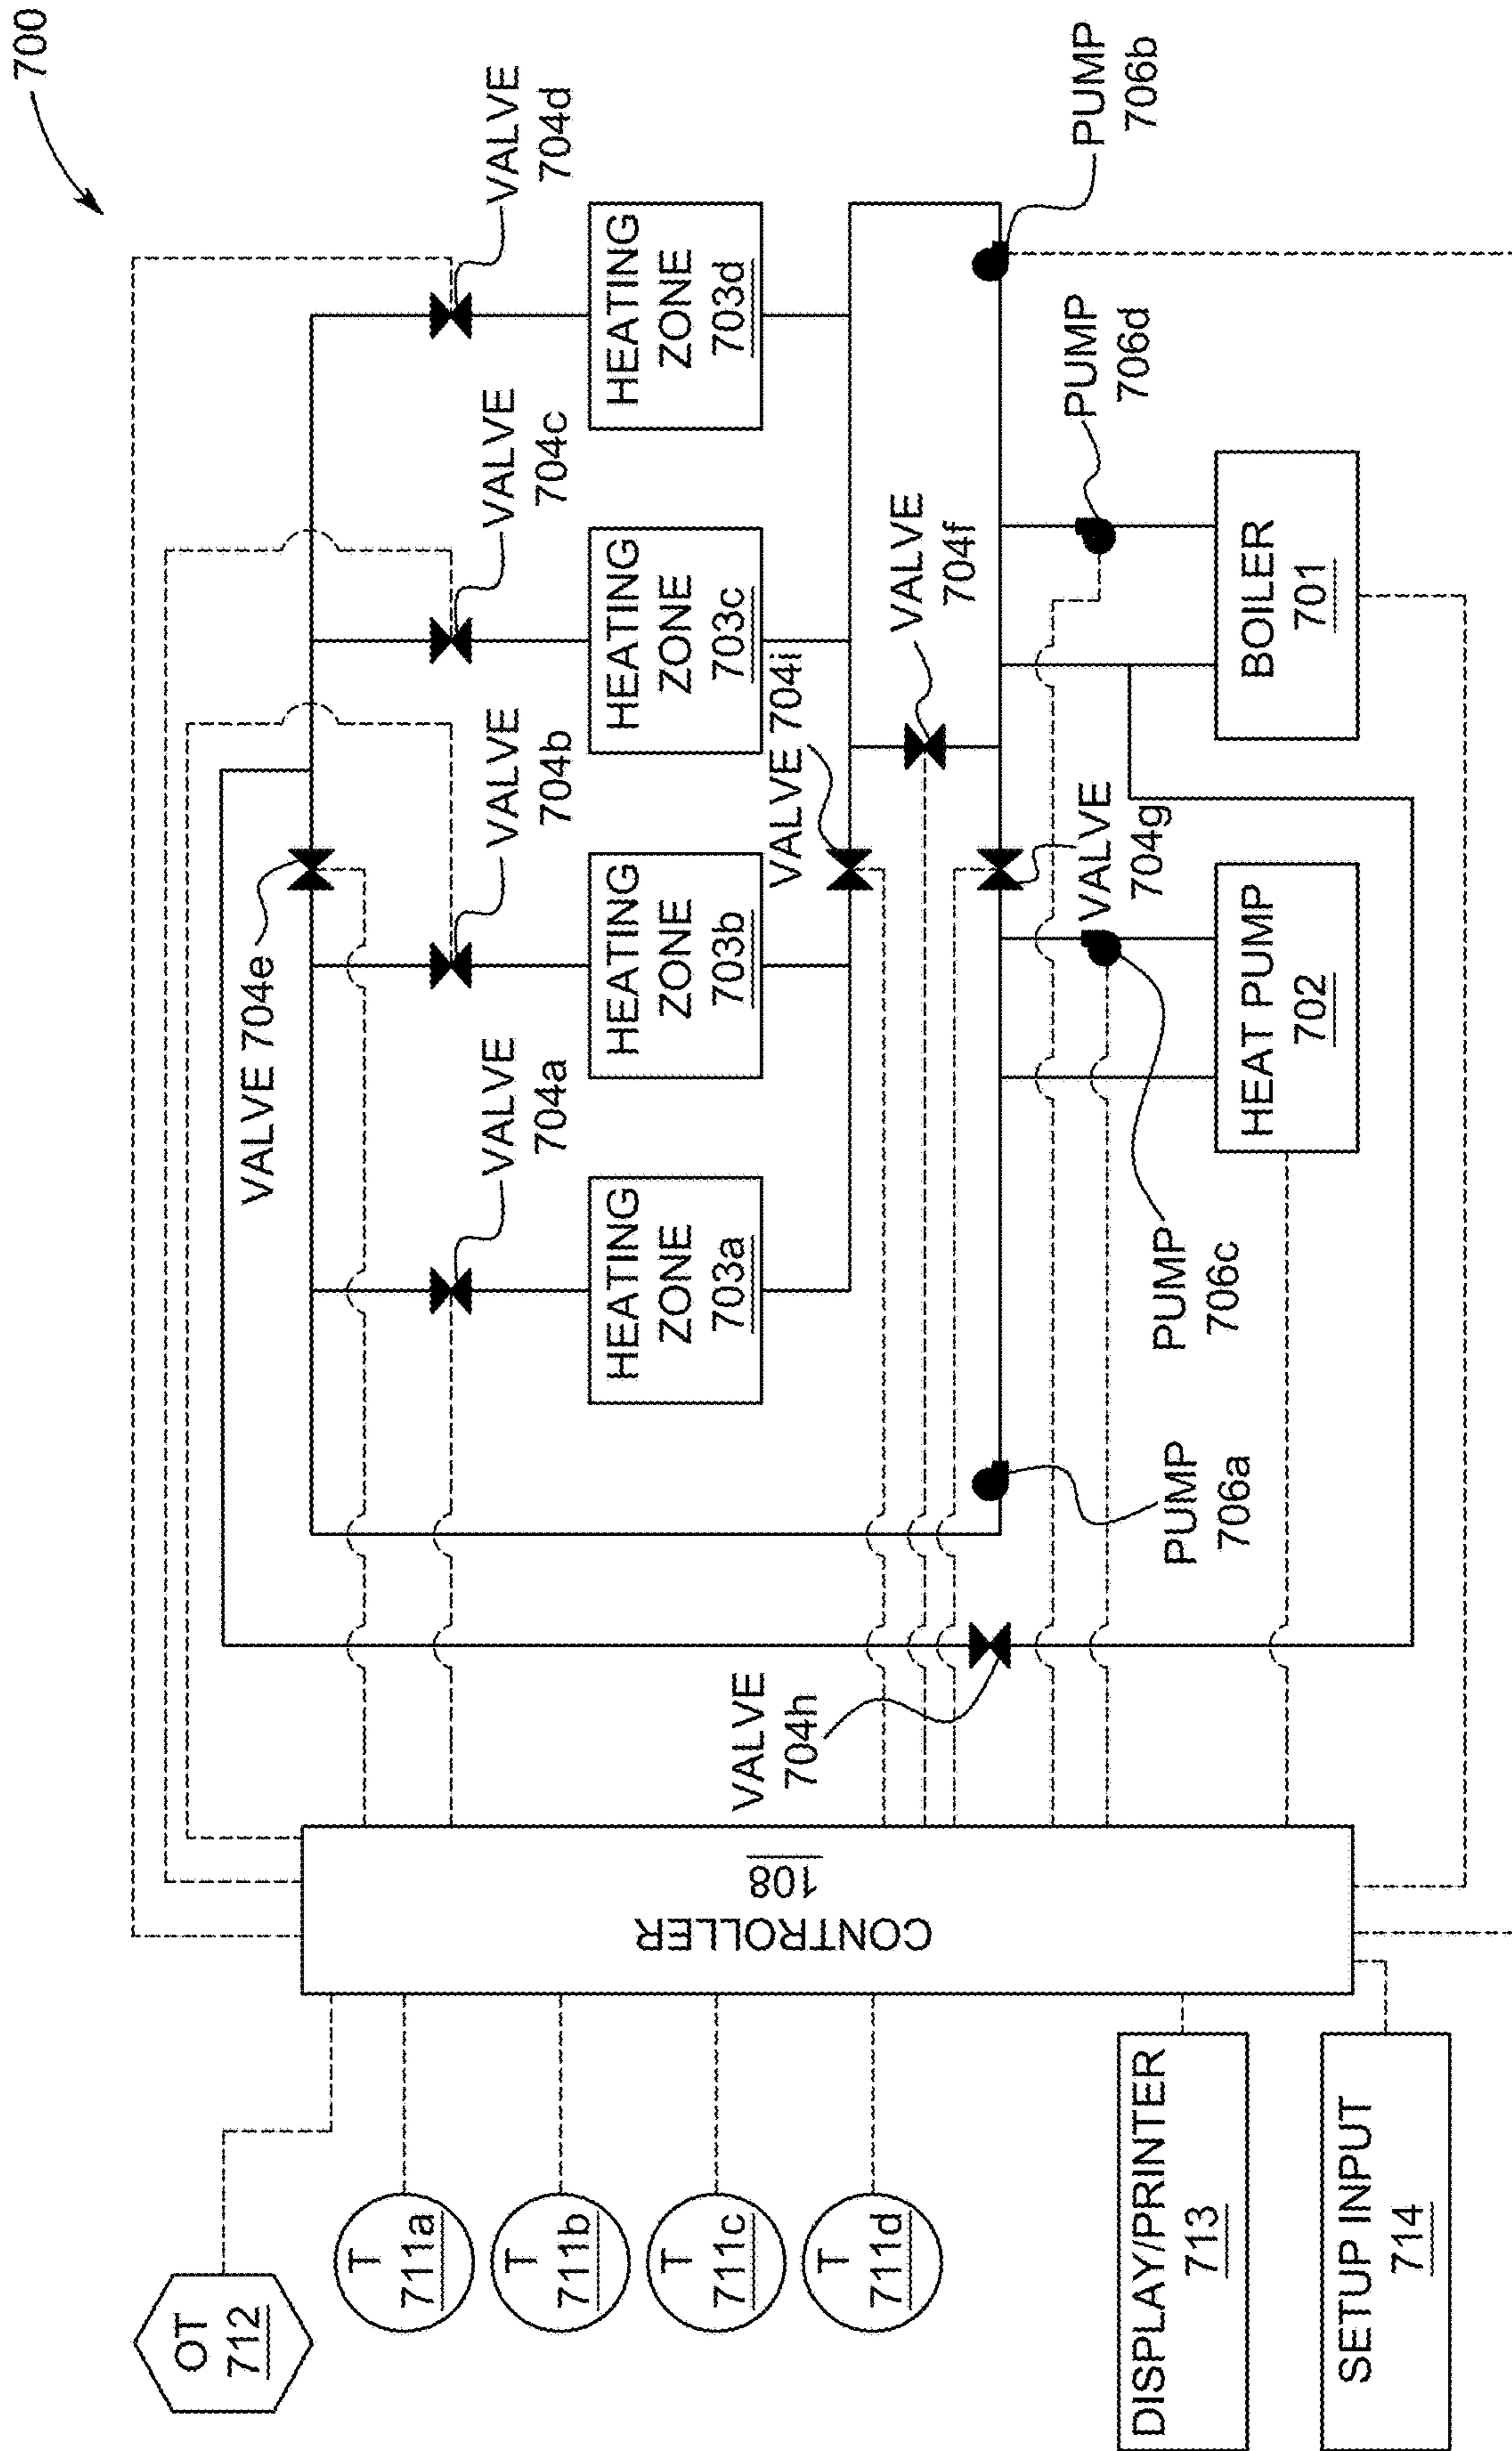 700
VALVE
704d
VALVE
704c
VALVE
704b
VALVE
704a
VALVE 704e
HEATING
ZONE
703a
HEATING
ZONE
703b
HEATING
ZONE
703c
HEATING
ZONE
703d
VALVE 704i
VALVE
704f
VALVE
704g
VALVE
704h
PUMP
706a
PUMP
706c
PUMP
706d
PUMP
706b
HEAT PUMP
702
BOILER
701
CONTROLLER
108
OT
712
T
711a
T
711b
T
711c
T
711d
DISPLAY/PRINTER
713
SETUP INPUT
714